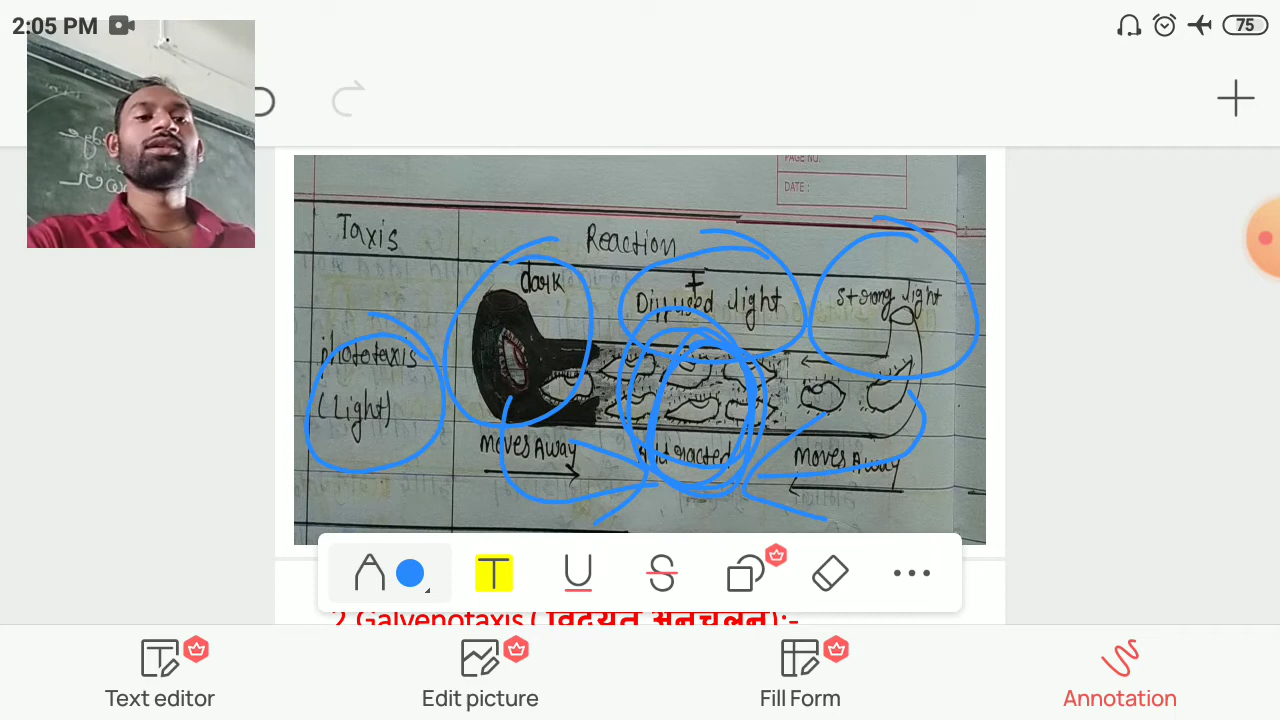 2:05 PM
75
PAGE NO.
DATE :
Taxis
Reaction
dark
+
Diffused light
strong light
phototaxis
(Light)
moves Away
moves Away
2.Galvenotaxis ( विद्युत अनुचलन):-
Text editor
Edit picture
Fill Form
Annotation